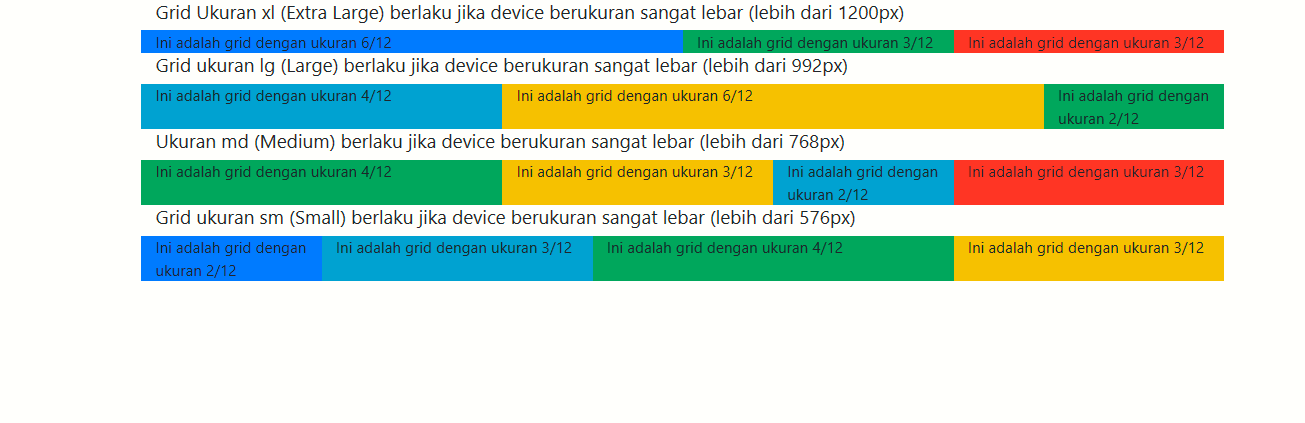 Grid Ukuran xl (Extra Large) berlaku jika device berukuran sangat lebar (lebih dari 1200px)
Ini adalah grid dengan ukuran 6/12
Ini adalah grid dengan ukuran 3/12
Ini adalah grid dengan ukuran 3/12
Grid ukuran lg (Large) berlaku jika device berukuran sangat lebar (lebih dari 992px)
Ini adalah grid dengan ukuran 4/12
Ini adalah grid dengan ukuran 6/12
Ini adalah grid dengan
ukuran 2/12
Ukuran md (Medium) berlaku jika device berukuran sangat lebar (lebih dari 768px)
Ini adalah grid dengan ukuran 4/12
Ini adalah grid dengan ukuran 3/12
Ini adalah grid dengan
ukuran 2/12
Ini adalah grid dengan ukuran 3/12
Grid ukuran sm (Small) berlaku jika device berukuran sangat lebar (lebih dari 576px)
Ini adalah grid dengan
ukuran 2/12
Ini adalah grid dengan ukuran 3/12
Ini adalah grid dengan ukuran 4/12
Ini adalah grid dengan ukuran 3/12